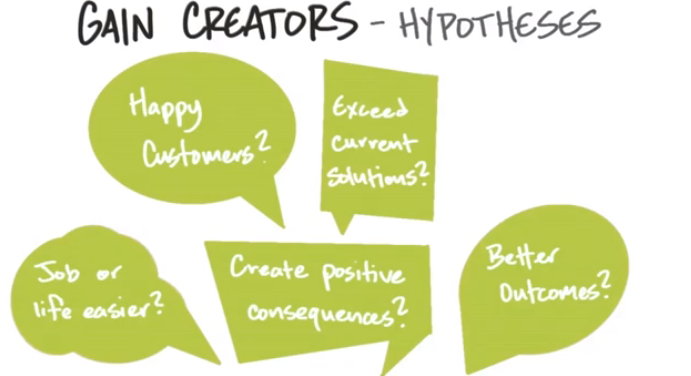 GAIN CREATORS - HYPOTHESES
Happy
Customers?
Exceed
current
solutions?
Job or
life easier?
Create positive
consequences?
Better
Outcomes?